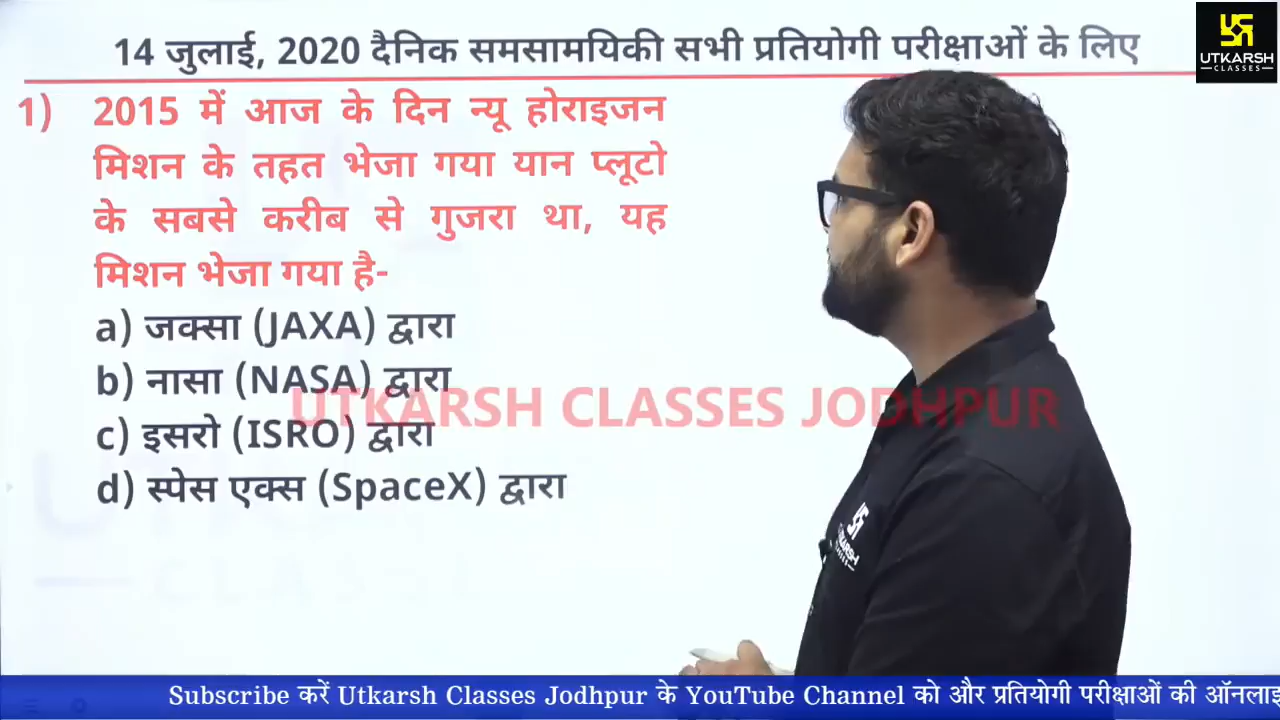 14 जुलाई, 2020 दैनिक समसामयिकी सभी प्रतियोगी परीक्षाओं के लिए
UTKARSH
CLASSES
1) 2015 में आज के दिन न्यू होराइजन
मिशन के तहत भेजा गया यान प्लूटो
के सबसे करीब से गुजरा था, यह
मिशन भेजा गया है-
a) जक्सा (JAXA) द्वारा
b) नासा (NASA) द्वारा
UTKARSH CLASSES JODHPUR
c) इसरो (ISRO) द्वारा
d) स्पेस एक्स (SpaceX) द्वारा
UTKARSH
CLASSES
Subscribe करें Utkarsh Classes Jodhpur के YouTube Channel को और प्रतियोगी परीक्षाओं की